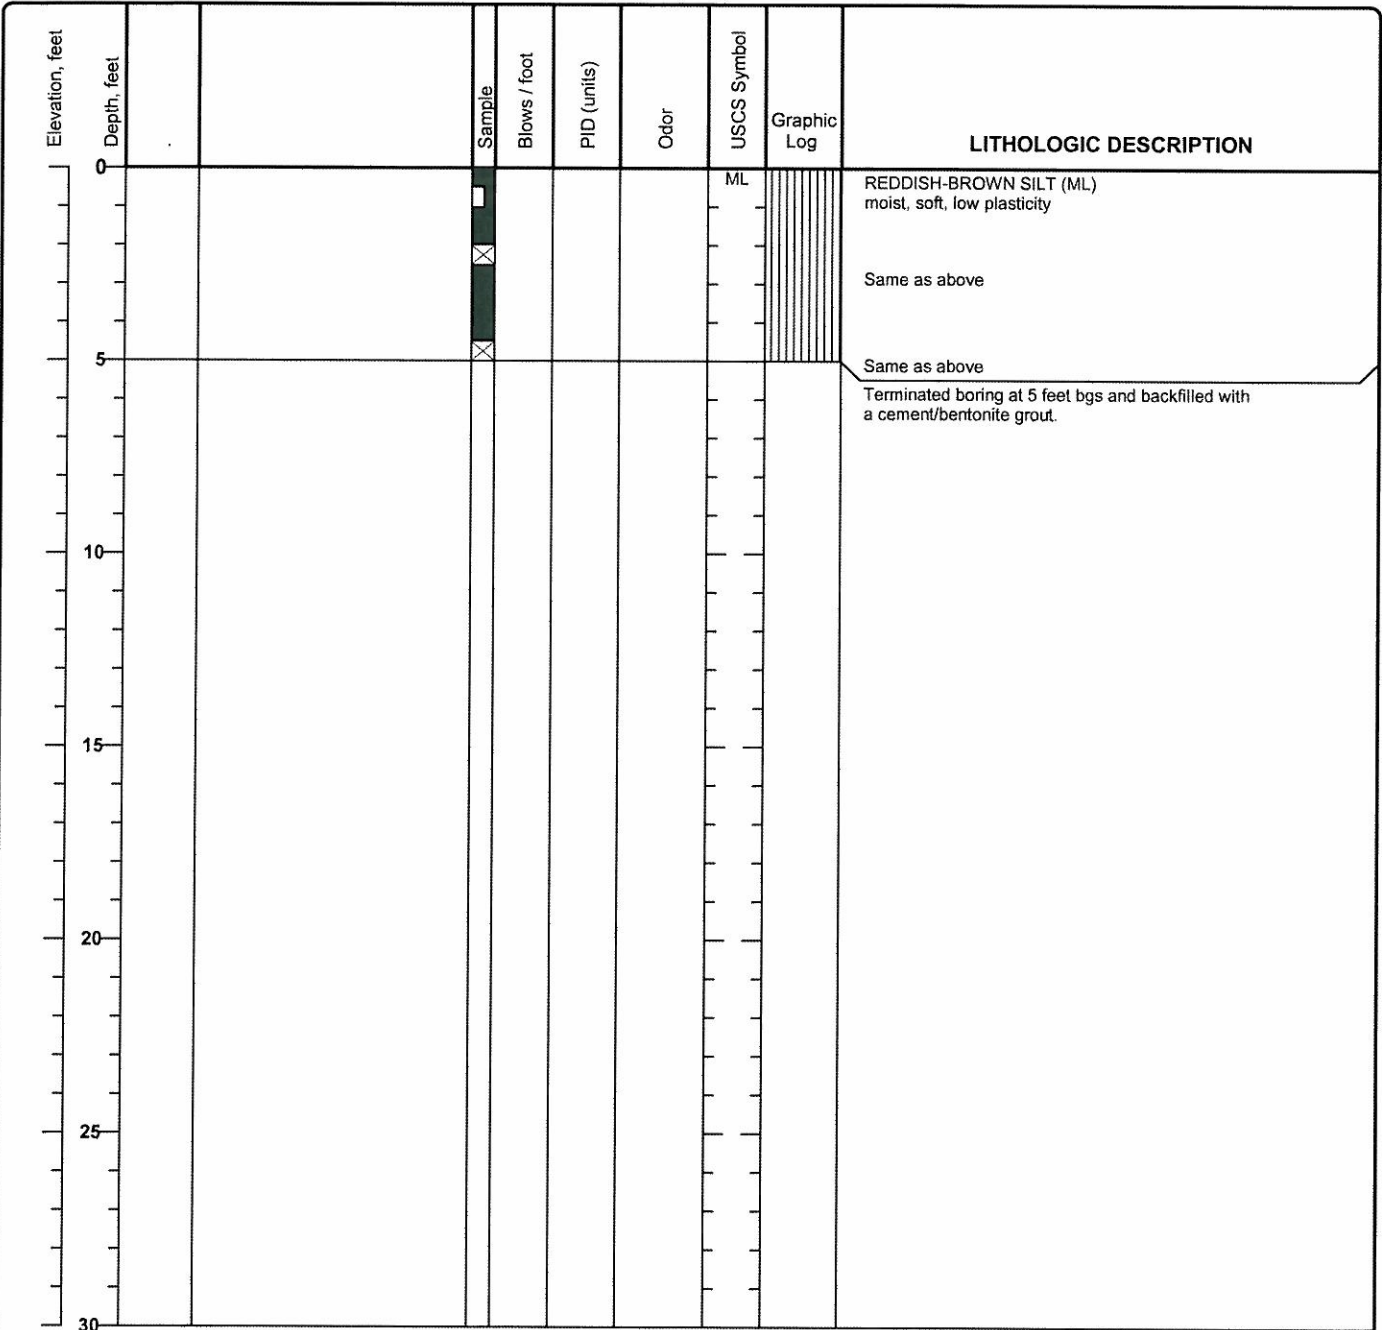 Elevation, feet
Depth, feet
Sample
Blows / foot
PID (units)
Odor
USCS Symbol
Graphic
Log
LITHOLOGIC DESCRIPTION
0
ML
REDDISH-BROWN SILT (ML)
moist, soft, low plasticity
Same as above
5
Same as above
Terminated boring at 5 feet bgs and backfilled with
a cement/bentonite grout.
10
15
20
25
30